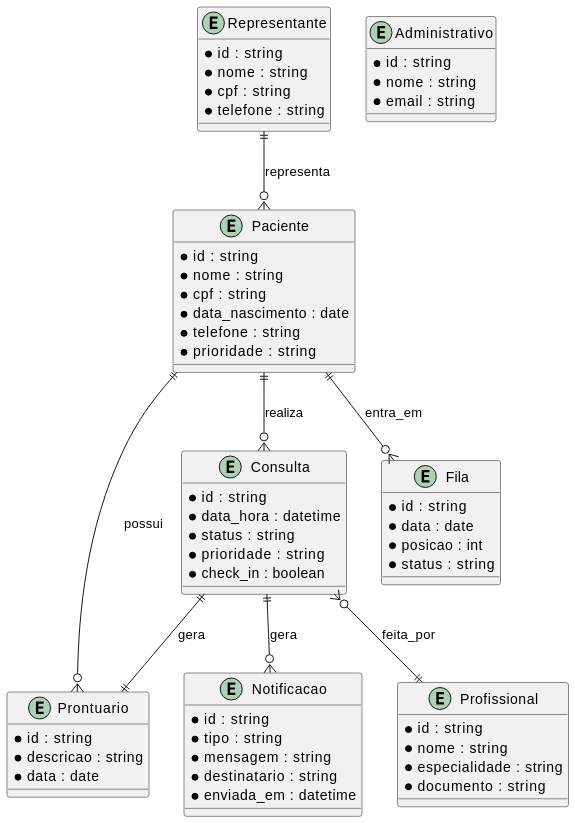 E Representante
id : string
nome : string
cpf : string
telefone : string
E Administrativo
id : string
nome : string
email : string
representa
E Paciente
id : string
nome : string
cpf : string
data_nascimento : date
telefone : string
prioridade : string
possui
realiza
entra_em
E Consulta
id : string
data_hora : datetime
status : string
prioridade : string
check_in : boolean
E Fila
id : string
data : date
posicao : int
status : string
gera
gera
feita_por
E Prontuario
id : string
descricao : string
data : date
E Notificacao
id : string
tipo : string
mensagem : string
destinatario : string
enviada_em : datetime
E Profissional
id : string
nome : string
especialidade : string
documento : string